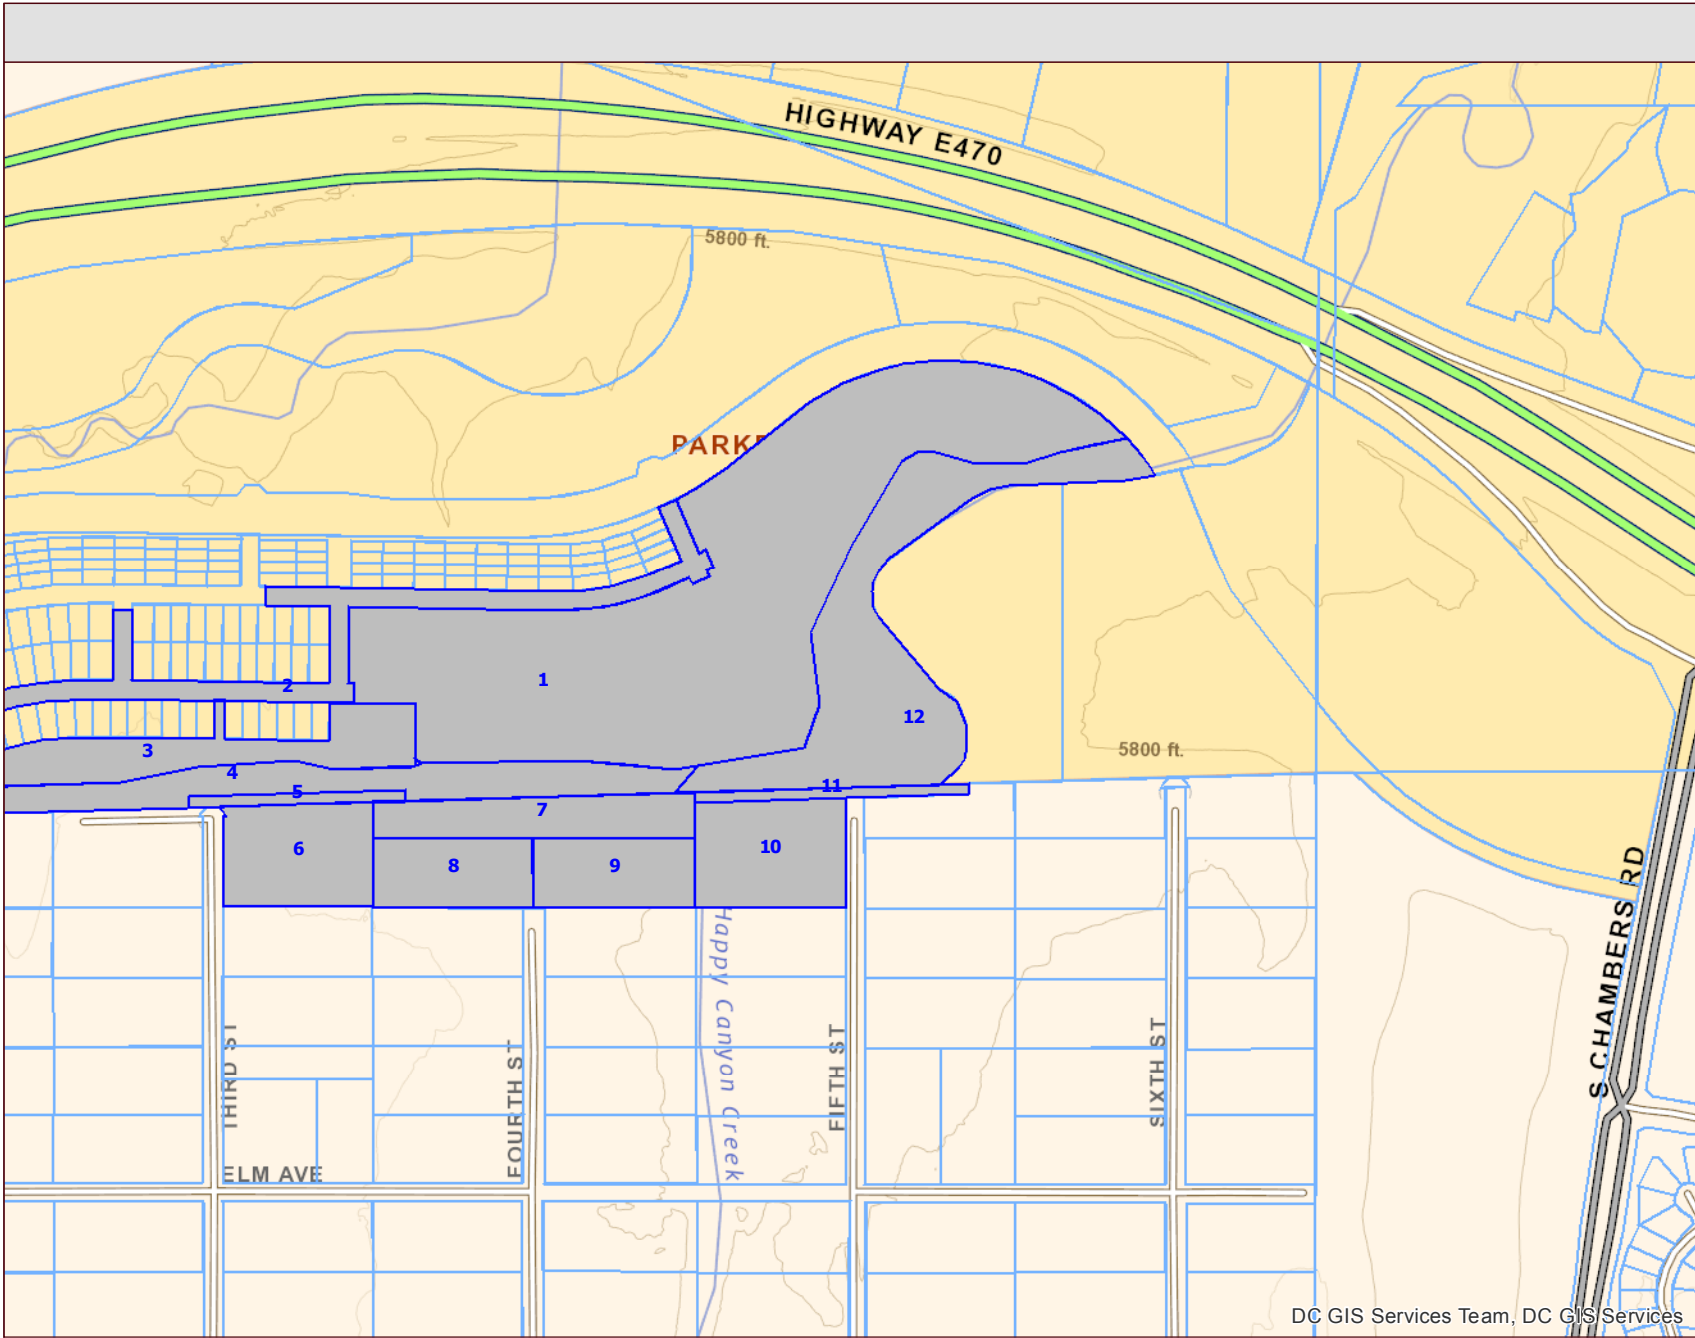 HIGHWAY E470
5800 ft.
1
2
12
3
5800 ft.
4
11
5
7
10
6
8
9
S CHAMBERS RD
Happy Canyon Creek
THIRD ST
FOURTH ST
FIFTH ST
SIXTH ST
ELM AVE
DC GIS Services Team, DC GIS Services